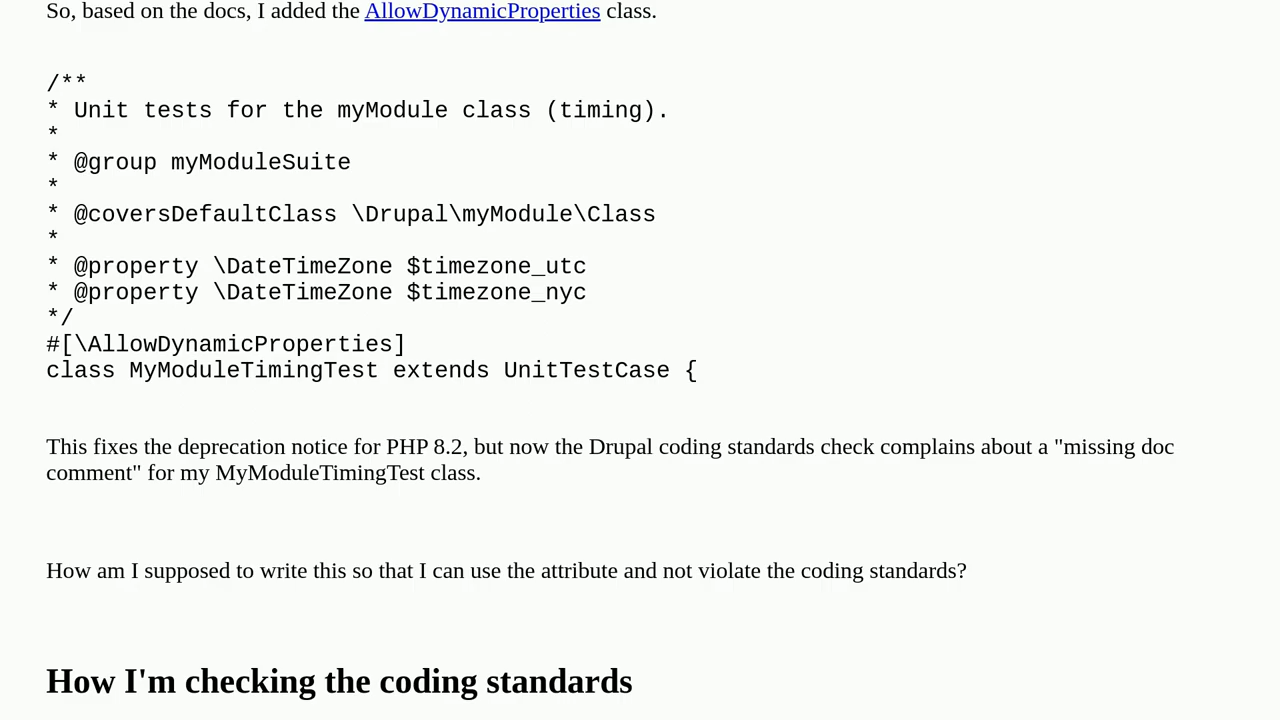 So, based on the docs, I added the AllowDynamicProperties class.
/**
* Unit tests for the myModule class (timing).
*
* @group myModuleSuite
*
* @coversDefaultClass \Drupal\myModule\Class
*
* @property \DateTimeZone $timezone_utc
* @property \DateTimeZone $timezone_nyc
*/
#[\AllowDynamicProperties]
class MyModuleTimingTest extends UnitTestCase {
This fixes the deprecation notice for PHP 8.2, but now the Drupal coding standards check complains about a "missing doc
comment" for my MyModuleTimingTest class.
How am I supposed to write this so that I can use the attribute and not violate the coding standards?
How I'm checking the coding standards